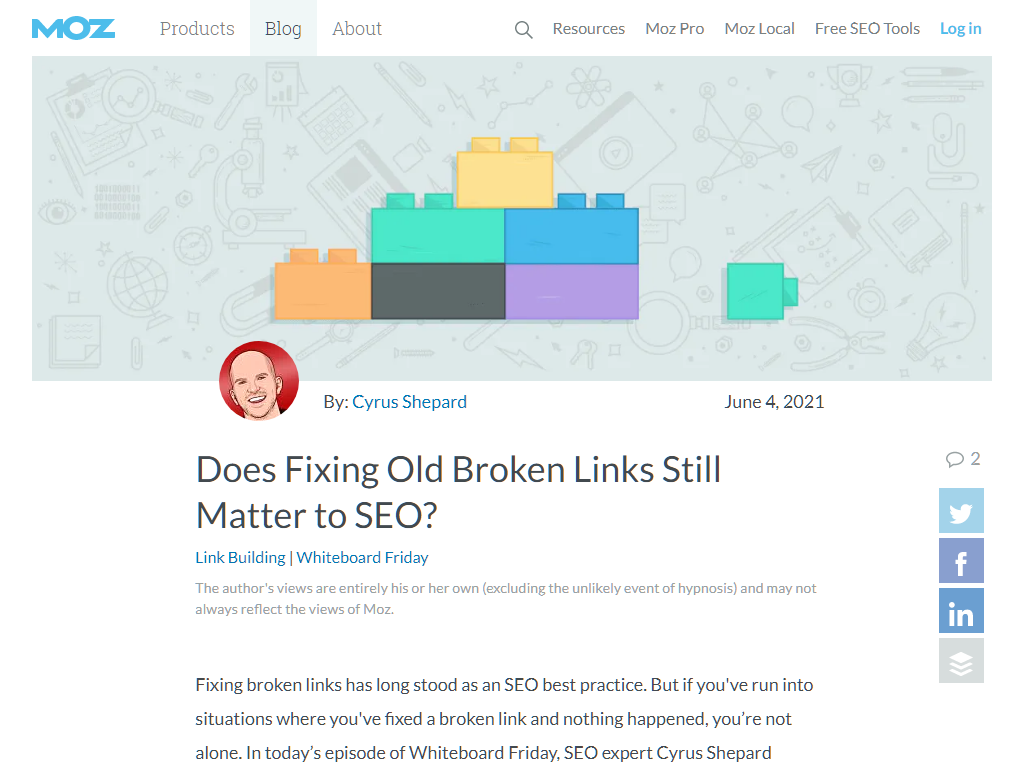 MOZ
Products Blog About Resources Moz Pro Moz Local Free SEO Tools Log in
By: Cyrus Shepard June 4, 2021
Does Fixing Old Broken Links Still
Matter to SEO?
2
Link Building | Whiteboard Friday
The author's views are entirely his or her own (excluding the unlikely event of hypnosis) and may not
always reflect the views of Moz.
Fixing broken links has long stood as an SEO best practice. But if you've run into
situations where you've fixed a broken link and nothing happened, you’re not
alone. In today’s episode of Whiteboard Friday, SEO expert Cyrus Shepard